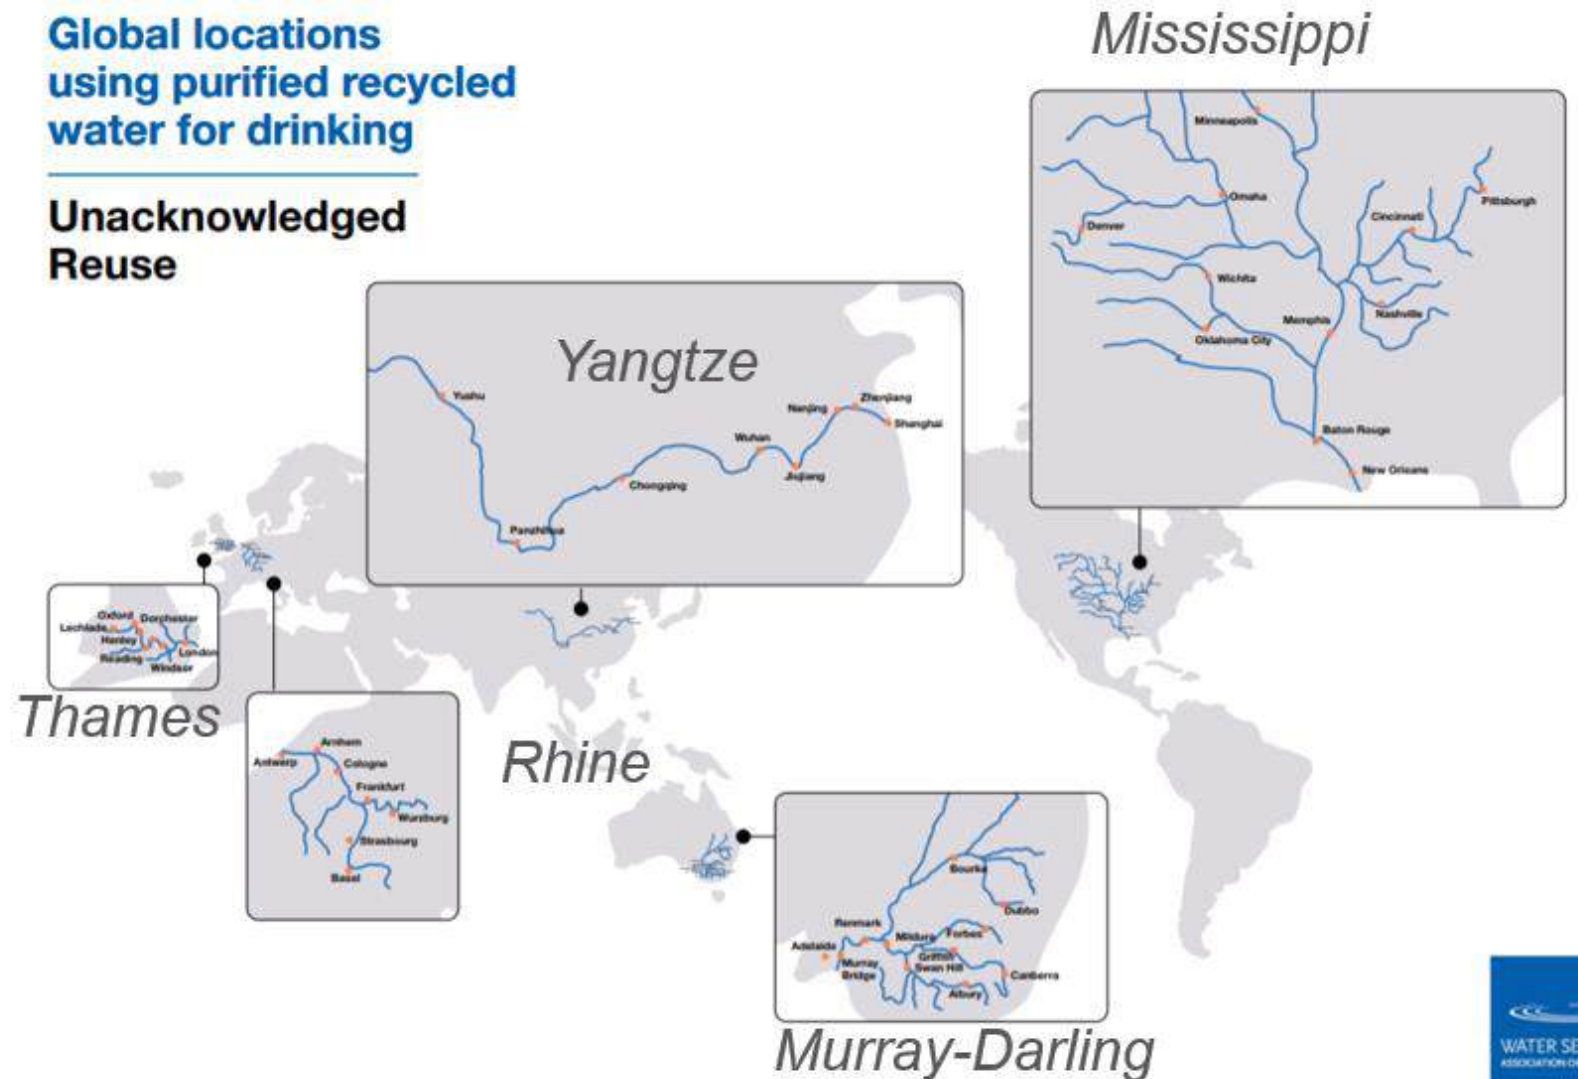 Global locations
using purified recycled
water for drinking
Unacknowledged
Reuse
Mississippi
Minneapolis
Omaha
Denver
Cincinnati
Pittsburgh
Wichita
Memphis
Nashville
Oklahoma City
Baton Rouge
New Orleans
Yangtze
Yushu
Nanjing
Zhenjiang
Shanghai
Wuhan
Jiujiang
Chongqing
Panzhihua
Oxford
Dorchester
Lechlade
Henley
London
Reading
Windsor
Thames
Arnhem
Antwerp
Cologne
Frankfurt
Wurzburg
Strasbourg
Basel
Rhine
Bourke
Dubbo
Renmark
Mildura
Forbes
Adelaide
Murray
Bridge
Griffith
Swan Hill
Canberra
Albury
Murray-Darling
WATER SE
ASSOCIATION O